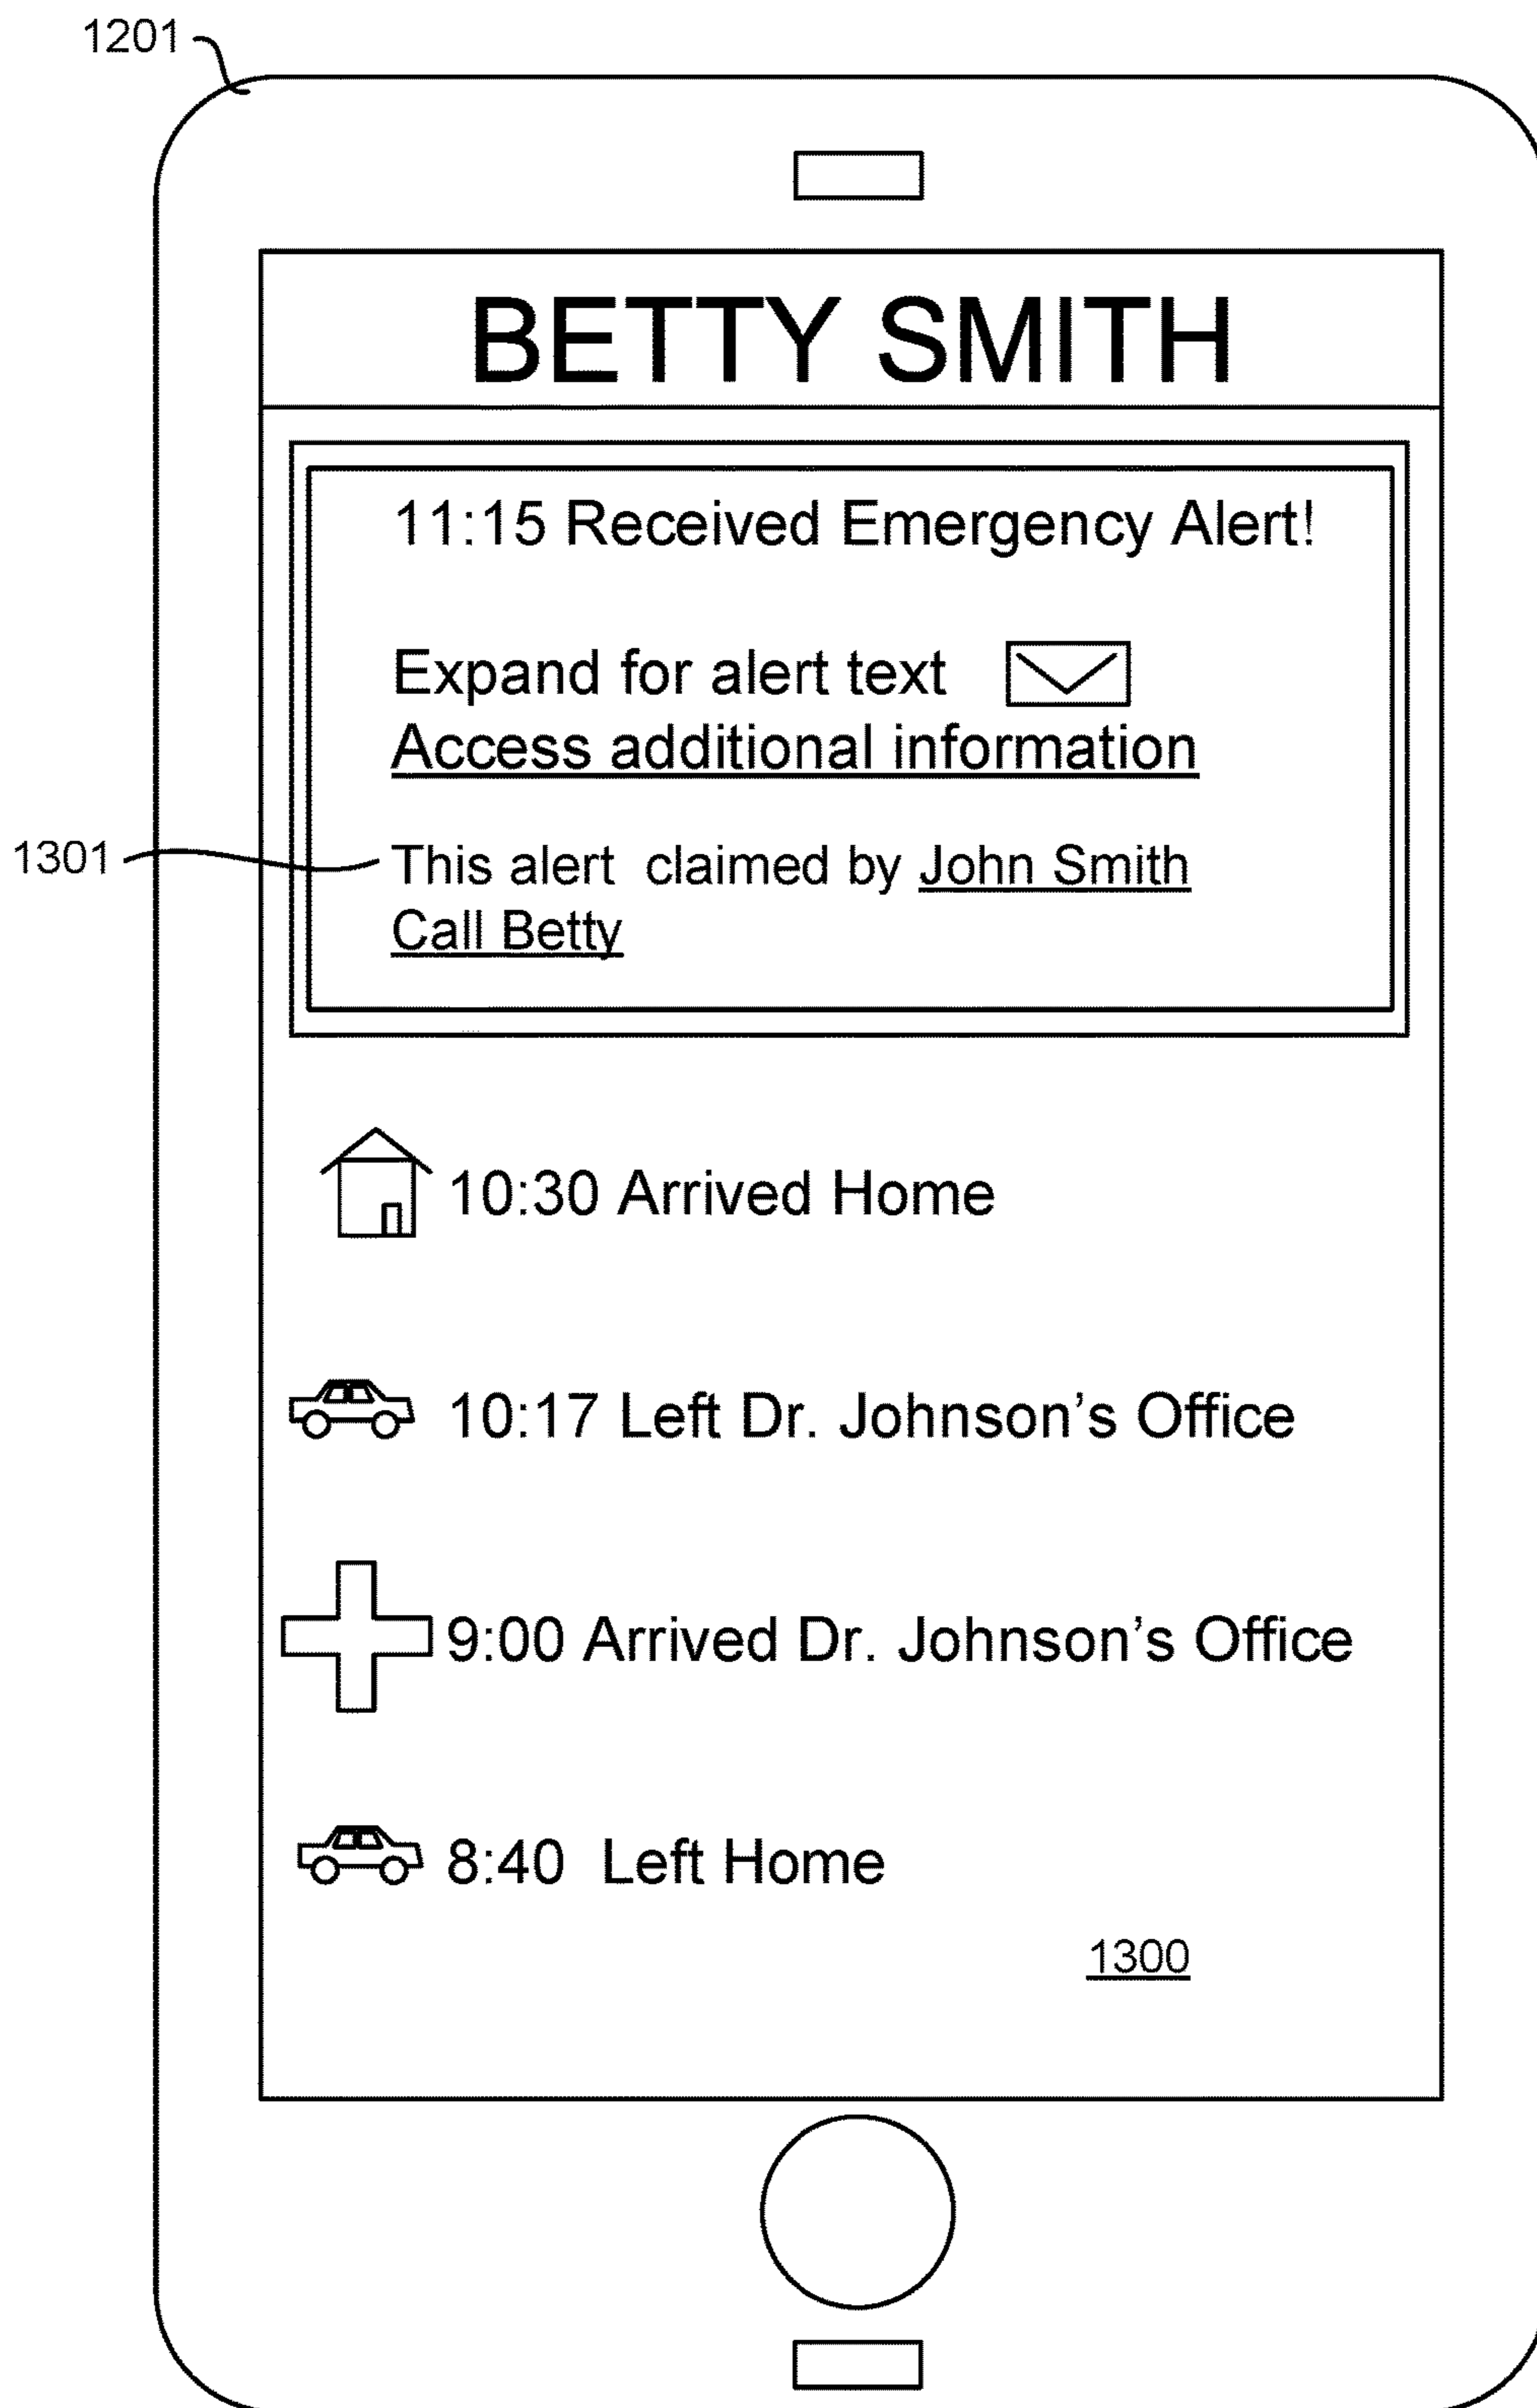 1201
BETTY SMITH
11:15 Received Emergency Alert!
Expand for alert text
Access additional information
1301
This alert claimed by John Smith
Call Betty
10:30 Arrived Home
10:17 Left Dr. Johnson’s Office
9:00 Arrived Dr. Johnson’s Office
8:40 Left Home
1300